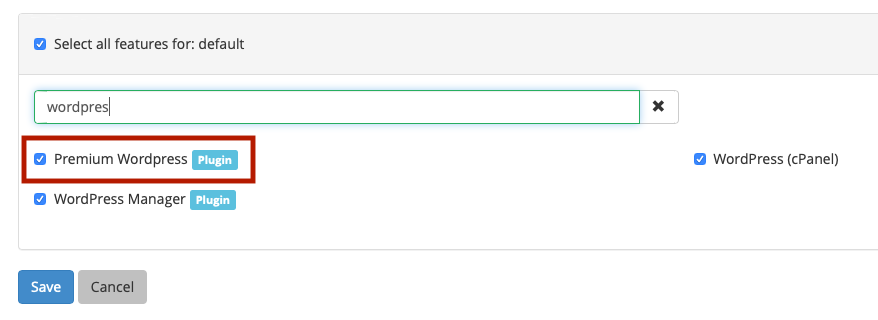 Select all features for: default
wordpres
Premium Wordpress Plugin
WordPress (cPanel)
WordPress Manager Plugin
Save Cancel